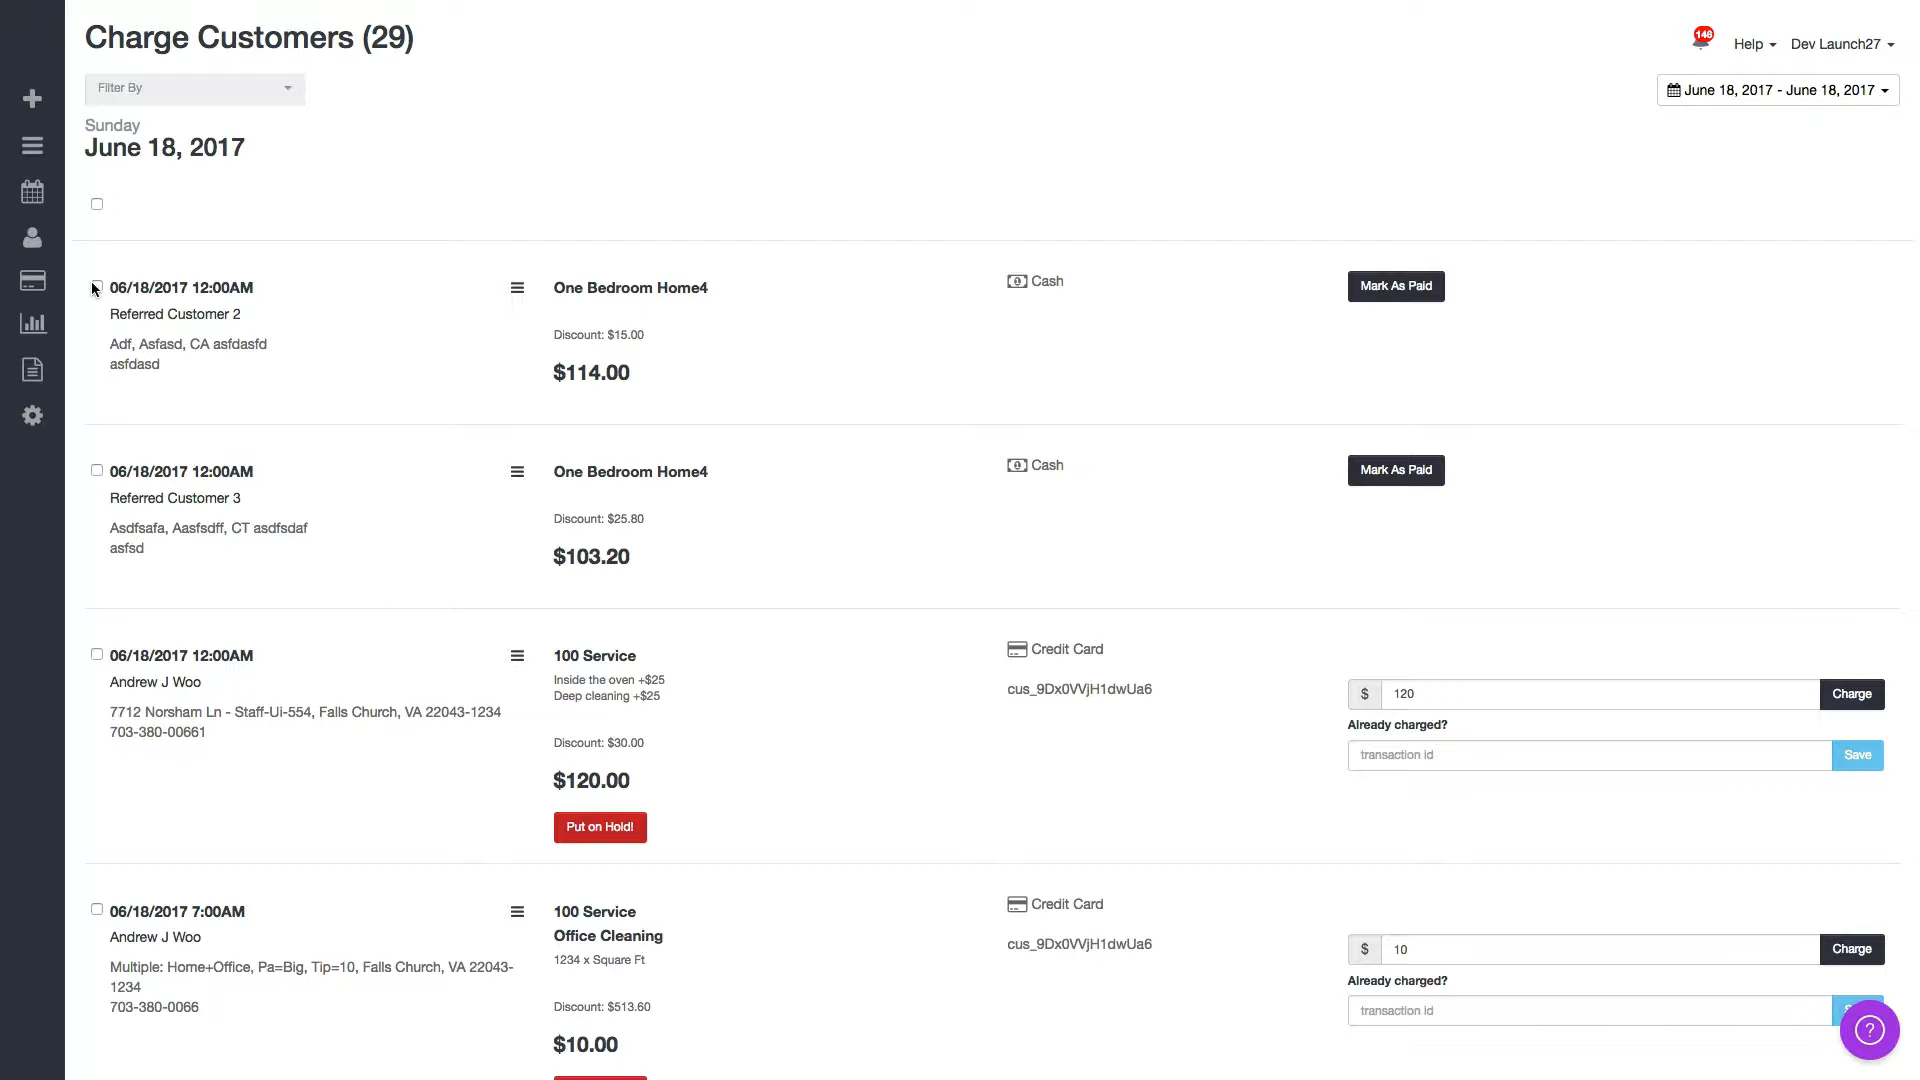 Charge Customers (29)
146
Help
Dev Launch27
Filter By
June 18, 2017 - June 18, 2017
Sunday
June 18, 2017
06/18/2017 12:00AM
One Bedroom Home4
Cash
Mark As Paid
Referred Customer 2
Adf, Asfasd, CA asfdasfd
asfdasd
Discount: $15.00
$114.00
06/18/2017 12:00AM
One Bedroom Home4
Cash
Mark As Paid
Referred Customer 3
Asdfsafa, Aasfsdff, CT asdfsdaf
asfsd
Discount: $25.80
$103.20
06/18/2017 12:00AM
100 Service
Credit Card
Andrew J Woo
Inside the oven +$25
Deep cleaning +$25
cus_9Dx0VVjH1dwUa6
$ 120 Charge
7712 Norsham Ln - Staff-Ui-554, Falls Church, VA 22043-1234
703-380-00661
Already charged?
Discount: $30.00
transaction id Save
$120.00
Put on Hold!
06/18/2017 7:00AM
100 Service
Credit Card
Andrew J Woo
Office Cleaning
1234 x Square Ft
cus_9Dx0VVjH1dwUa6
$ 10 Charge
Multiple: Home+Office, Pa=Big, Tip=10, Falls Church, VA 22043-
1234
703-380-0066
Already charged?
Discount: $513.60
transaction id
$10.00
?